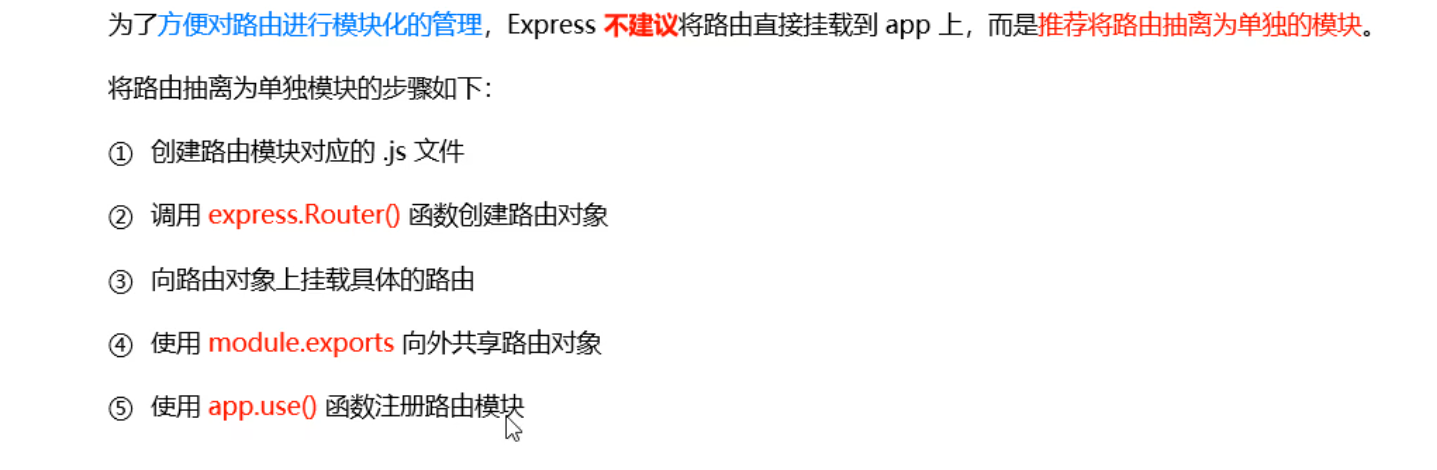 为了方便对路由进行模块化的管理，Express 不建议将路由直接挂载到 app 上，而是推荐将路由抽离为单独的模块。
将路由抽离为单独模块的步骤如下：
① 创建路由模块对应的 .js 文件
② 调用 express.Router() 函数创建路由对象
③ 向路由对象上挂载具体的路由
④ 使用 module.exports 向外共享路由对象
⑤ 使用 app.use() 函数注册路由模块